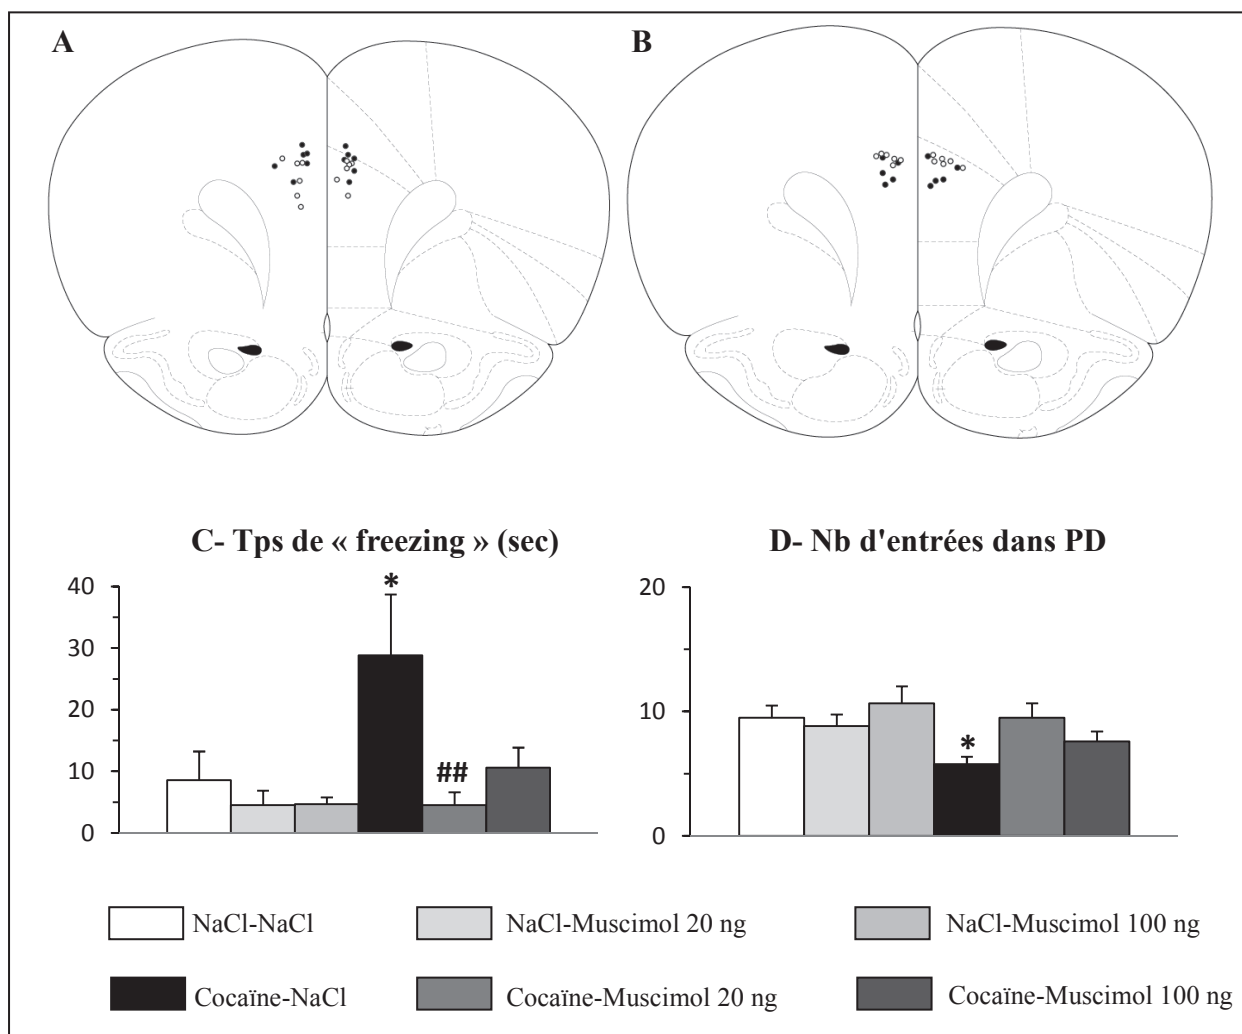 A
B
C- Tps de « freezing » (sec)
D- Nb d'entrées dans PD
40
30
20
10
0
*
##
20
10
0
*
NaCl-NaCl
NaCl-Muscimol 20 ng
NaCl-Muscimol 100 ng
Cocaïne-NaCl
Cocaïne-Muscimol 20 ng
Cocaïne-Muscimol 100 ng